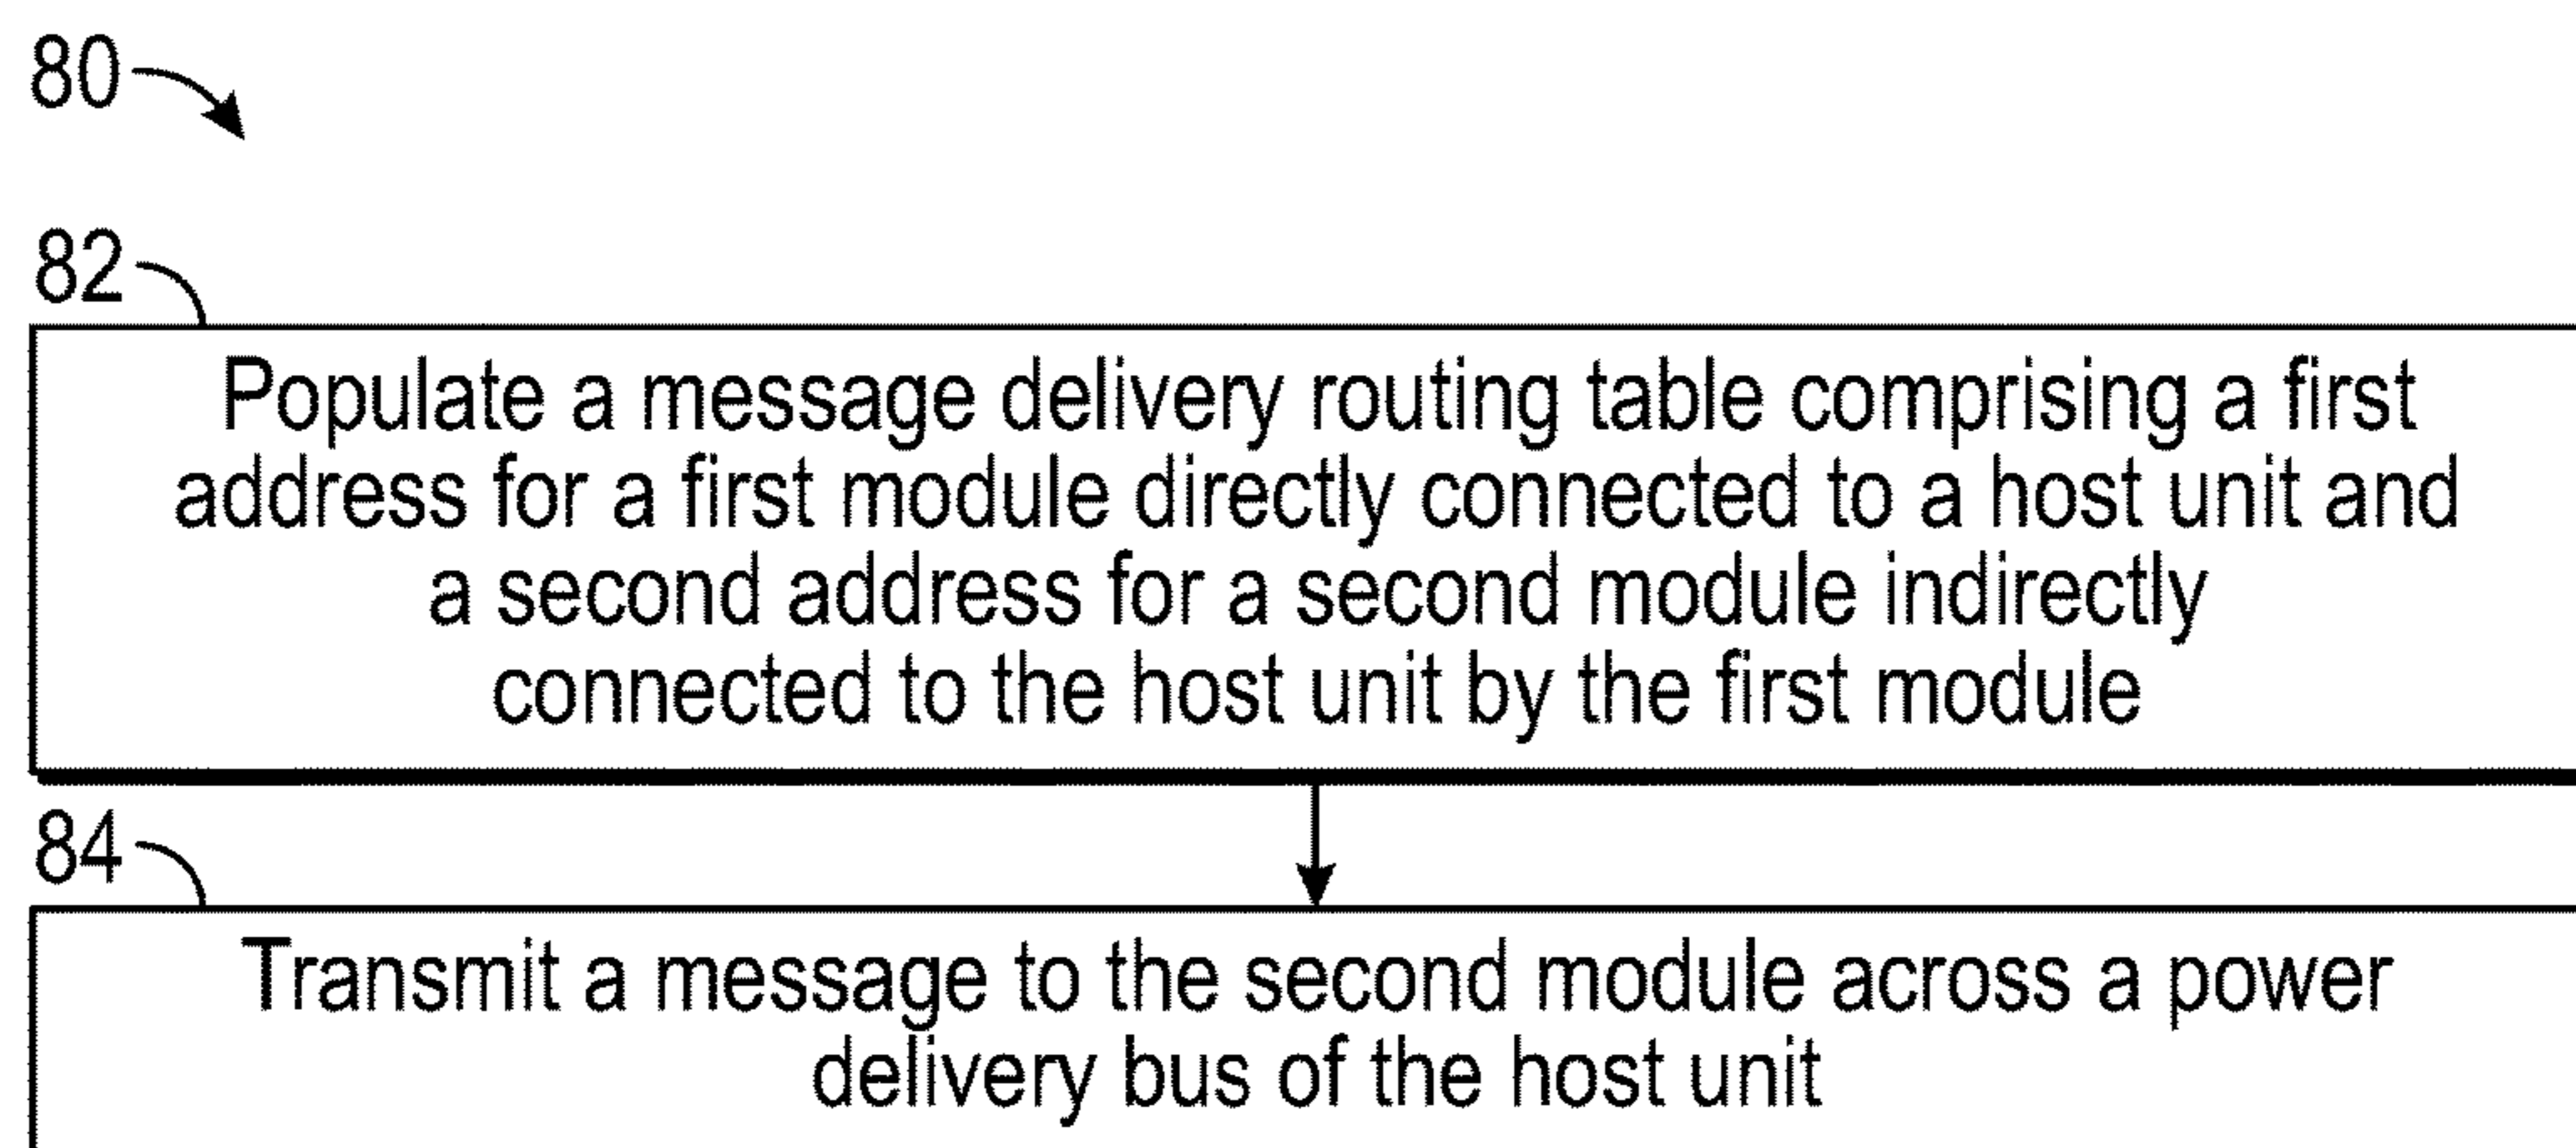 80
82
Populate a message delivery routing table comprising a first
address for a first module directly connected to a host unit and
a second address for a second module indirectly
connected to the host unit by the first module
84
Transmit a message to the second module across a power
delivery bus of the host unit